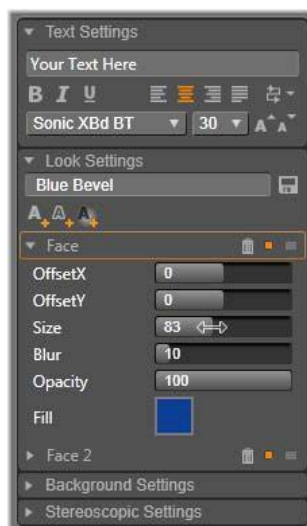 Text Settings
Your Text Here
B I U
Sonic XBd BT 30 A A
Look Settings
Blue Bevel
A A A
Face
OffsetX 0
OffsetY 0
Size 83
Blur 10
Opacity 100
Fill
Face 2
Background Settings
Stereoscopic Settings